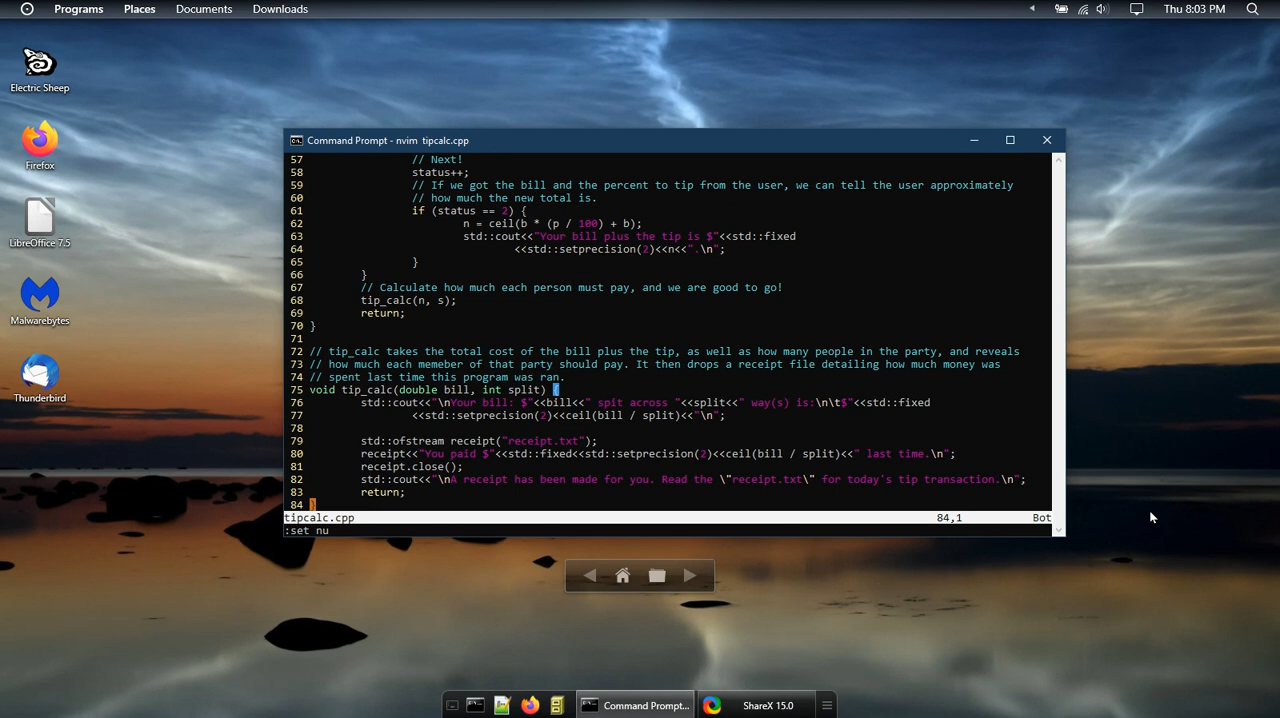 Programs Places Documents Downloads Thu 8:03 PM
Electric Sheep
Firefox
LibreOffice 7.5
Malwarebytes
Thunderbird
Command Prompt - nvim tipcalc.cpp
57 // Next!
58 status++;
59 // If we got the bill and the percent to tip from the user, we can tell the user approximately
60 // how much the new total is.
61 if (status == 2) {
62 n = ceil(b * (p / 100) + b);
63 std::cout<<"Your bill plus the tip is $"<<std::fixed
64 <<std::setprecision(2)<<n<<".\n";
65 }
66 }
67 // Calculate how much each person must pay, and we are good to go!
68 tip_calc(n, s);
69 return;
70 }
71
72 // tip_calc takes the total cost of the bill plus the tip, as well as how many people in the party, and reveals
73 // how much each memeber of that party should pay. It then drops a receipt file detailing how much money was
74 // spent last time this program was ran.
75 void tip_calc(double bill, int split) {
76 std::cout<<"\nYour bill: $"<<bill<<" spit across "<<split<<" way(s) is:\n\t$"<<std::fixed
77 <<std::setprecision(2)<<ceil(bill / split)<<"\n";
78
79 std::ofstream receipt("receipt.txt");
80 receipt<<"You paid $"<<std::fixed<<std::setprecision(2)<<ceil(bill / split)<<" last time.\n";
81 receipt.close();
82 std::cout<<"\nA receipt has been made for you. Read the \"receipt.txt\" for today's tip transaction.\n";
83 return;
84 }
tipcalc.cpp 84,1 Bot
:set nu
Command Prompt... ShareX 15.0